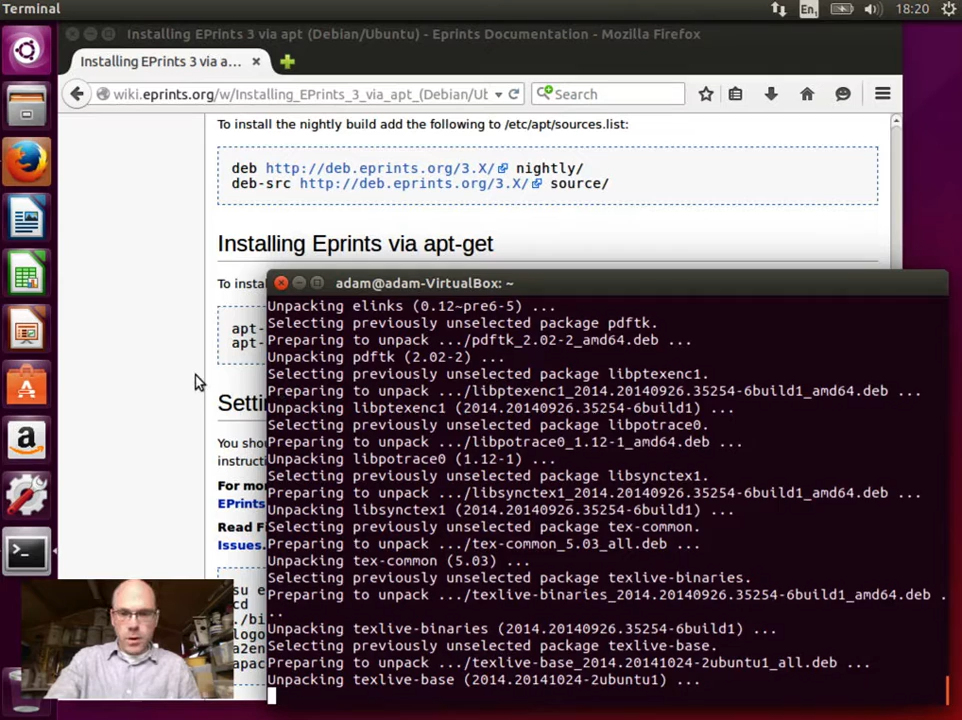 Terminal
En
18:20
Installing EPrints 3 via apt (Debian/Ubuntu) - Eprints Documentation - Mozilla Firefox
Installing EPrints 3 via a...
wiki.eprints.org/w/Installing_EPrints_3_via_apt_(Debian/Ubt
Search
To install the nightly build add the following to /etc/apt/sources.list:
deb http://deb.eprints.org/3.X/ nightly/
deb-src http://deb.eprints.org/3.X/ source/
Installing Eprints via apt-get
To insta
apt-
apt-
Setti
You shou
instructi
For mor
EPrints
Read F
Issues.
su e
cd
./bi
logo
a2en
apac
adam@adam-VirtualBox: ~
Unpacking elinks (0.12~pre6-5) ...
Selecting previously unselected package pdftk.
Preparing to unpack .../pdftk_2.02-2_amd64.deb ...
Unpacking pdftk (2.02-2) ...
Selecting previously unselected package libptexenc1.
Preparing to unpack .../libptexenc1_2014.20140926.35254-6build1_amd64.deb ...
Unpacking libptexenc1 (2014.20140926.35254-6build1) ...
Selecting previously unselected package libpotrace0.
Preparing to unpack .../libpotrace0_1.12-1_amd64.deb ...
Unpacking libpotrace0 (1.12-1) ...
Selecting previously unselected package libsynctex1.
Preparing to unpack .../libsynctex1_2014.20140926.35254-6build1_amd64.deb ...
Unpacking libsynctex1 (2014.20140926.35254-6build1) ...
Selecting previously unselected package tex-common.
Preparing to unpack .../tex-common_5.03_all.deb ...
Unpacking tex-common (5.03) ...
Selecting previously unselected package texlive-binaries.
Preparing to unpack .../texlive-binaries_2014.20140926.35254-6build1_amd64.deb .
..
Unpacking texlive-binaries (2014.20140926.35254-6build1) ...
Selecting previously unselected package texlive-base.
Preparing to unpack .../texlive-base_2014.20141024-2ubuntu1_all.deb ...
Unpacking texlive-base (2014.20141024-2ubuntu1) ...